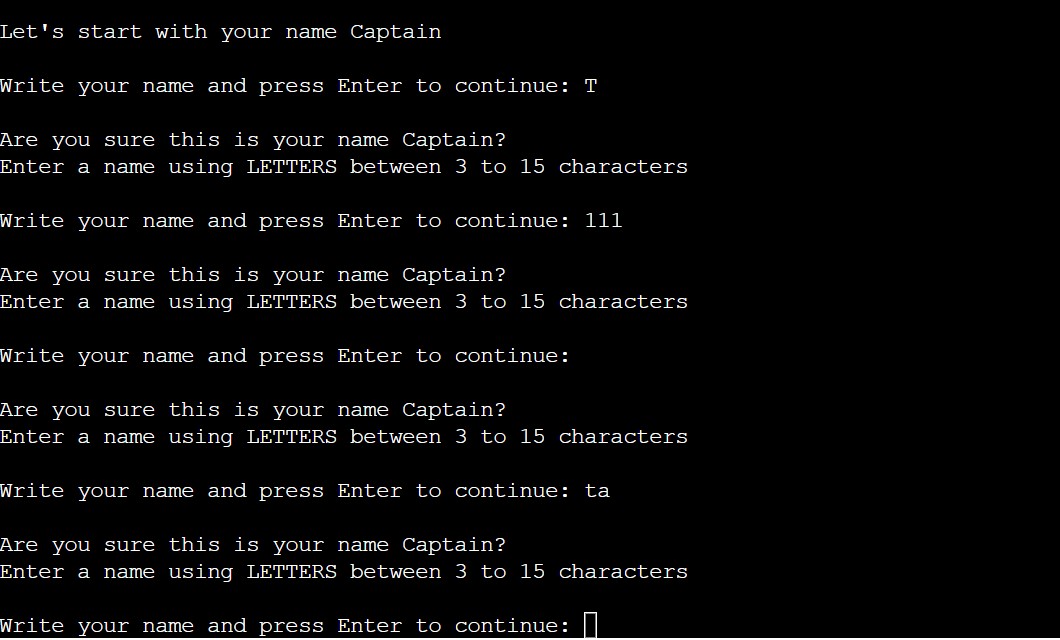 Let's start with your name Captain
Write your name and press Enter to continue: T
Are you sure this is your name Captain?
Enter a name using LETTERS between 3 to 15 characters
Write your name and press Enter to continue: 111
Are you sure this is your name Captain?
Enter a name using LETTERS between 3 to 15 characters
Write your name and press Enter to continue:
Are you sure this is your name Captain?
Enter a name using LETTERS between 3 to 15 characters
Write your name and press Enter to continue: ta
Are you sure this is your name Captain?
Enter a name using LETTERS between 3 to 15 characters
Write your name and press Enter to continue: